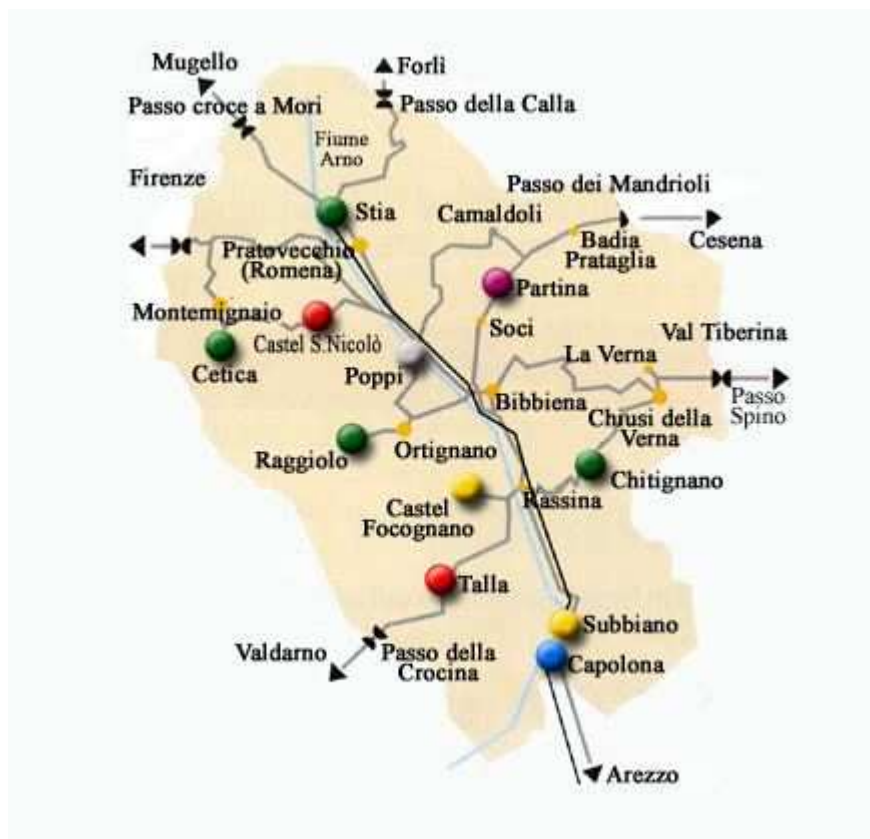 Mugello
Forlì
Passo croce a Mori
Passo della Calla
Fiume
Arno
Firenze
Passo dei Mandrioli
Stia
Camaldoli
Badia
Prataglia
Cesena
Pratovecchio
(Romena)
Partina
Montemignaio
Castel S.Nicolò
Soci
Val Tiberina
La Verna
Cetica
Poppi
Bibbiena
Passo
Spino
Chiusi della
Verna
Raggiolo
Ortignano
Chitignano
Castel
Focognano
Rassina
Talla
Subbiano
Valdarno
Passo della
Crocina
Capolona
Arezzo